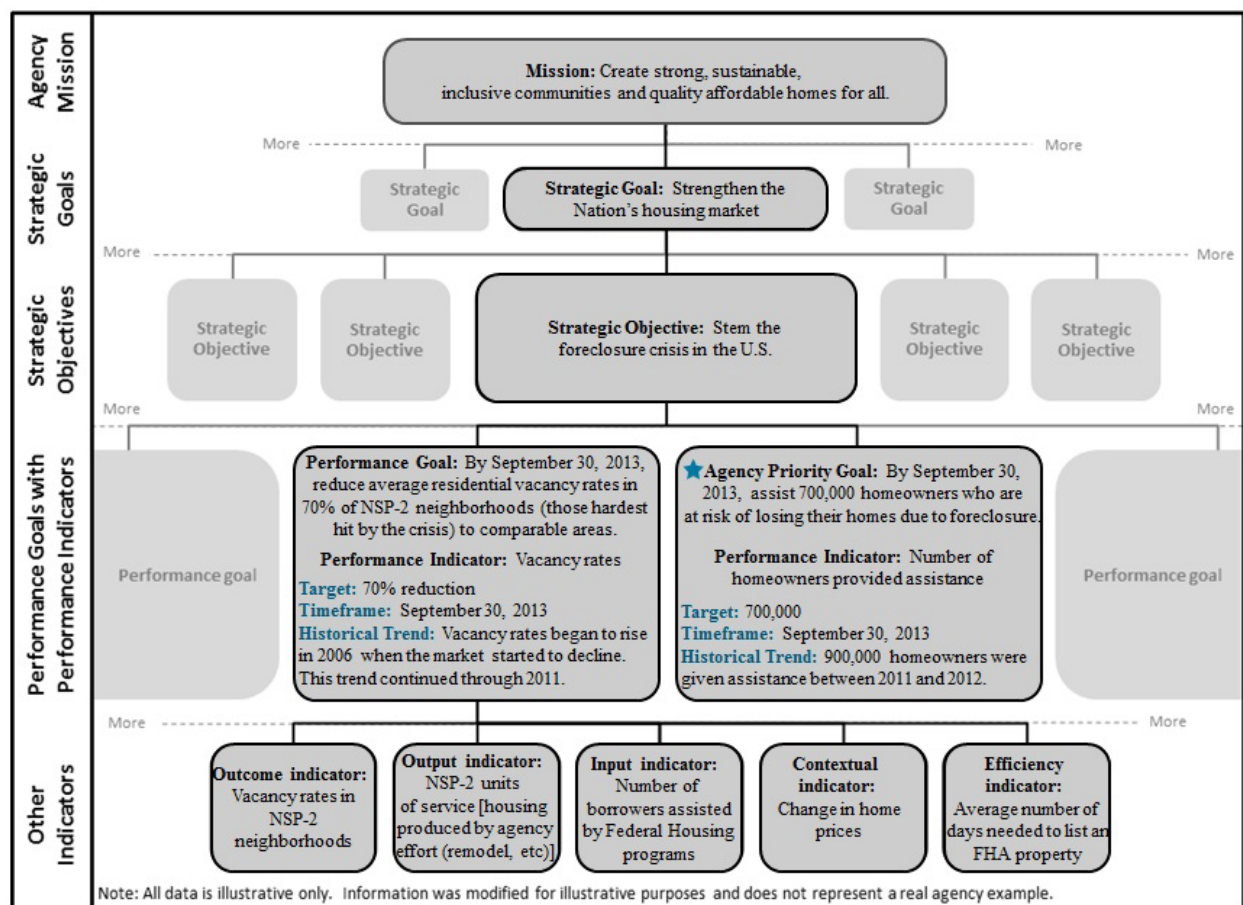 Agency
Mission
Mission: Create strong, sustainable,
inclusive communities and quality affordable homes for all.
More
More
Strategic
Goals
Strategic
Goal
Strategic Goal: Strengthen the
Nation's housing market
Strategic
Goal
More
More
Strategic
Objectives
Strategic
Objective
Strategic
Objective
Strategic Objective: Stem the
foreclosure crisis in the U.S.
Strategic
Objective
Strategic
Objective
More
More
Performance Goals with
Performance Indicators
Performance goal
Performance Goal: By September 30, 2013,
reduce average residential vacancy rates in
70% of NSP-2 neighborhoods (those hardest
hit by the crisis) to comparable areas.
Performance Indicator: Vacancy rates
Target: 70% reduction
Timeframe: September 30, 2013
Historical Trend: Vacancy rates began to rise
in 2006 when the market started to decline.
This trend continued through 2011.
Agency Priority Goal: By September 30,
2013, assist 700,000 homeowners who are
at risk of losing their homes due to foreclosure.
Performance Indicator: Number of
homeowners provided assistance
Target: 700,000
Timeframe: September 30, 2013
Historical Trend: 900,000 homeowners were
given assistance between 2011 and 2012.
Performance goal
More
More
Other
Indicators
Outcome indicator:
Vacancy rates in
NSP-2
neighborhoods
Output indicator:
NSP-2 units
of service [housing
produced by agency
effort (remodel, etc)]
Input indicator:
Number of
borrowers assisted
by Federal Housing
programs
Contextual
indicator:
Change in home
prices
Efficiency
indicator:
Average number of
days needed to list an
FHA property
Note: All data is illustrative only. Information was modified for illustrative purposes and does not represent a real agency example.